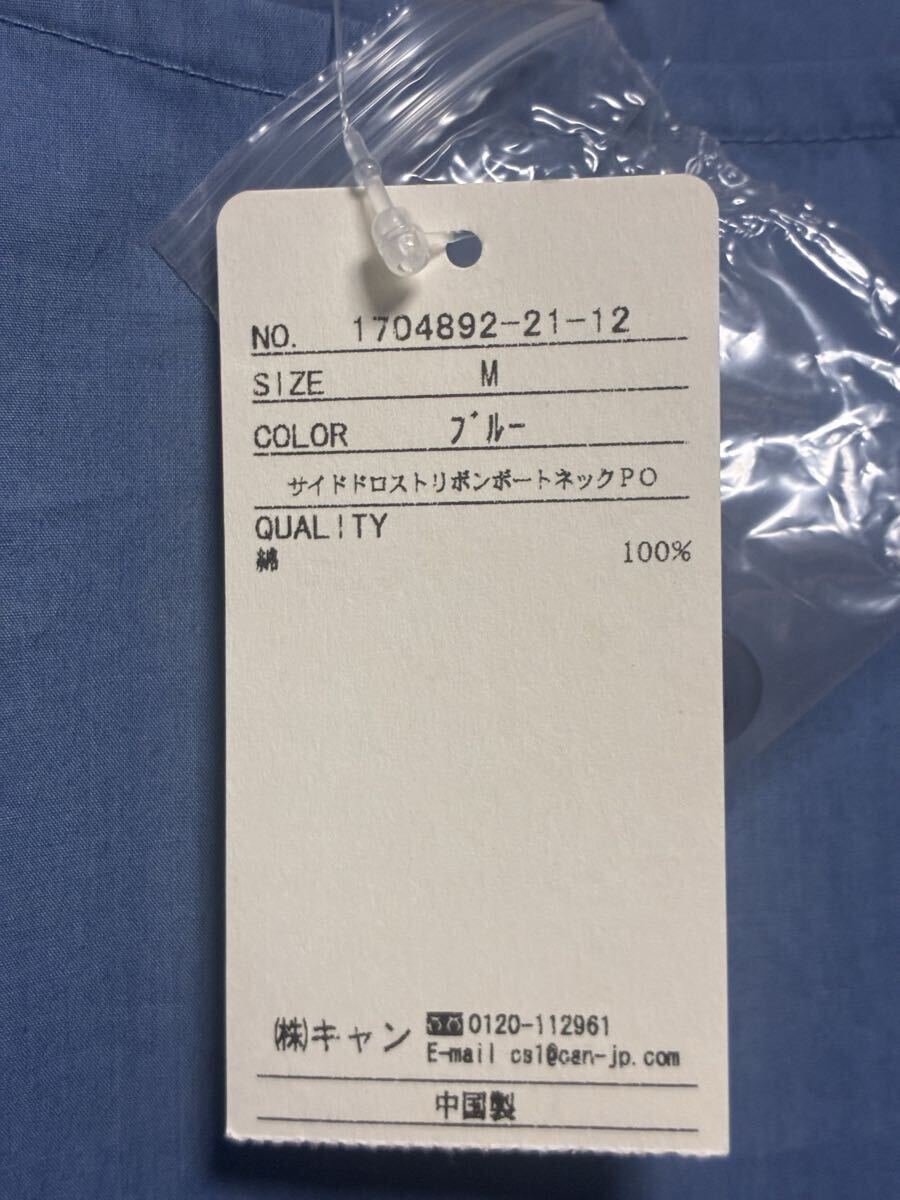 NO. 1704892-21-12
SIZE M
COLOR ブルー
サイドドロストリボンボートネックPO
QUALITY
綿 100%
(株)キャン 0120-112961
E-mail cs1@can-jp.com
中国製